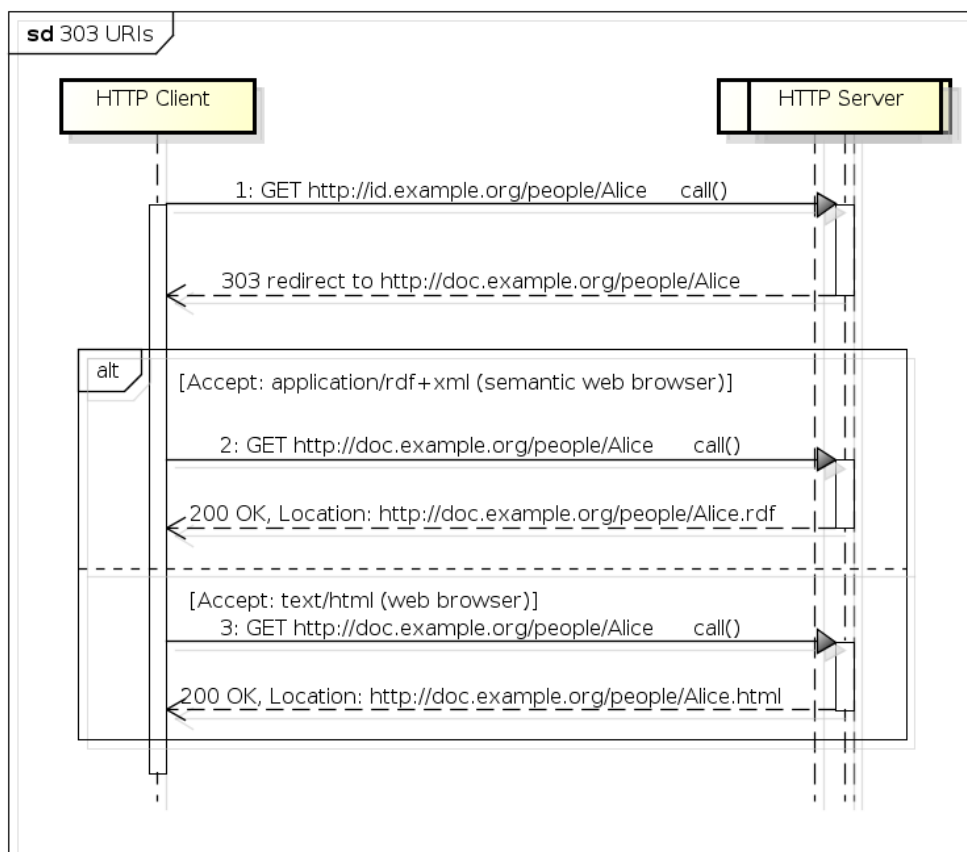 sd 303 URIs
HTTP Client
HTTP Server
1: GET http://id.example.org/people/Alice call()
303 redirect to http://doc.example.org/people/Alice
alt
[Accept: application/rdf+xml (semantic web browser)]
2: GET http://doc.example.org/people/Alice call()
200 OK, Location: http://doc.example.org/people/Alice.rdf
[Accept: text/html (web browser)]
3: GET http://doc.example.org/people/Alice call()
200 OK, Location: http://doc.example.org/people/Alice.html